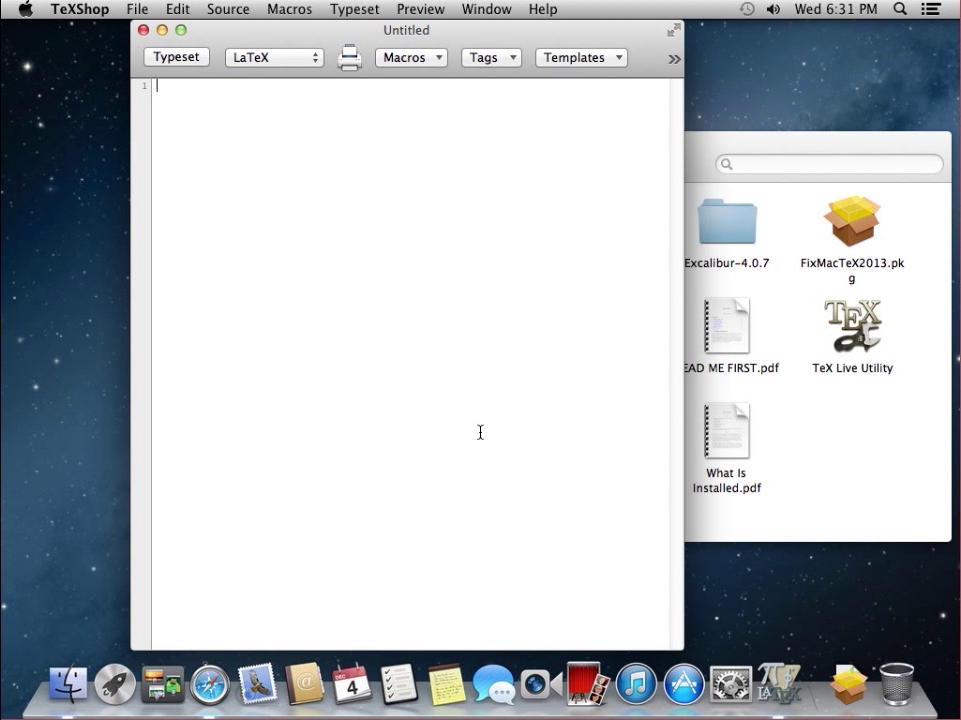 TeXShop File Edit Source Macros Typeset Preview Window Help Wed 6:31 PM
Untitled
Typeset LaTeX Macros Tags Templates »
1
Excalibur-4.0.7
FixMacTeX2013.pk
g
EAD ME FIRST.pdf
TeX Live Utility
What Is
Installed.pdf
TEX
DEC
4